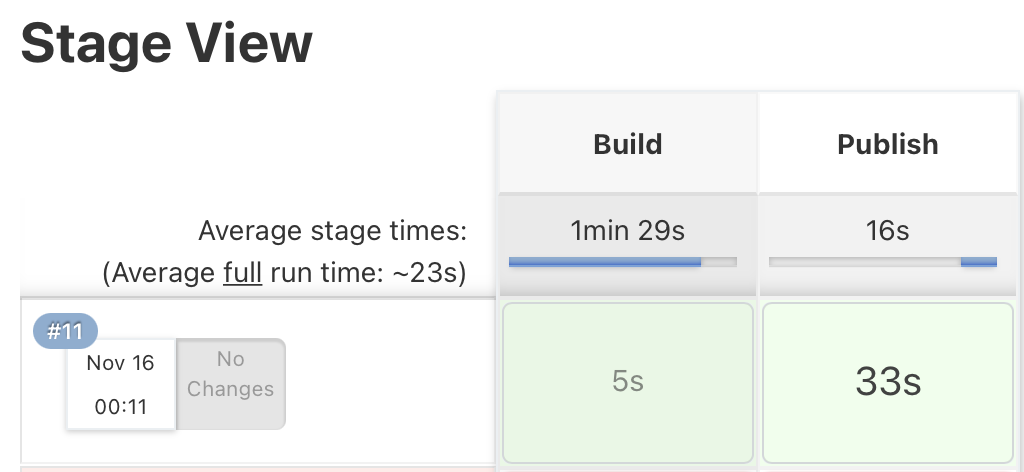 Stage View
Build
Publish
Average stage times:
1min 29s
16s
(Average full run time: ~23s)
#11
Nov 16
No
Changes
00:11
5s
33s